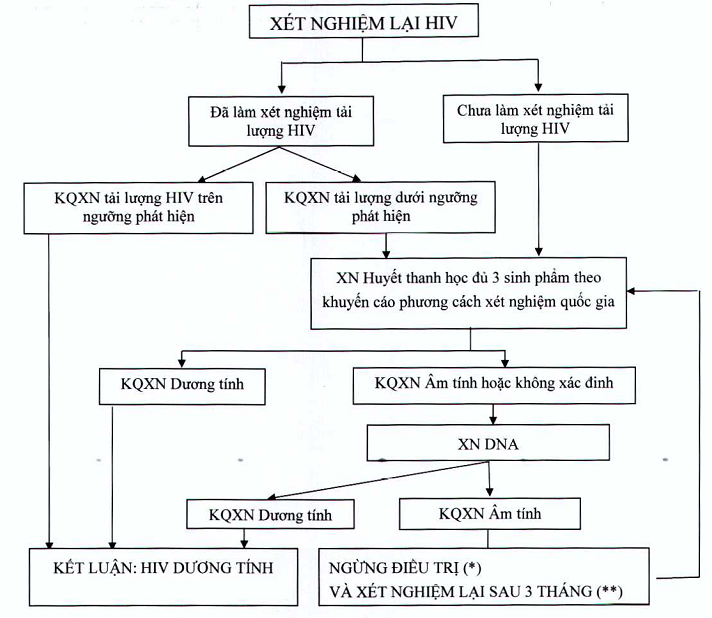 XÉT NGHIỆM LẠI HIV
Đã làm xét nghiệm tải
lượng HIV
Chưa làm xét nghiệm tải
lượng HIV
KQXN tải lượng HIV trên
ngưỡng phát hiện
KQXN tải lượng dưới ngưỡng
phát hiện
XN Huyết thanh học đủ 3 sinh phẩm theo
khuyến cáo phương cách xét nghiệm quốc gia
KQXN Dương tính
KQXN Âm tính hoặc không xác đinh
XN DNA
KQXN Dương tính
KQXN Âm tính
KẾT LUẬN: HIV DƯƠNG TÍNH
NGỪNG ĐIỀU TRỊ (*)
VÀ XÉT NGHIỆM LẠI SAU 3 THÁNG (**)